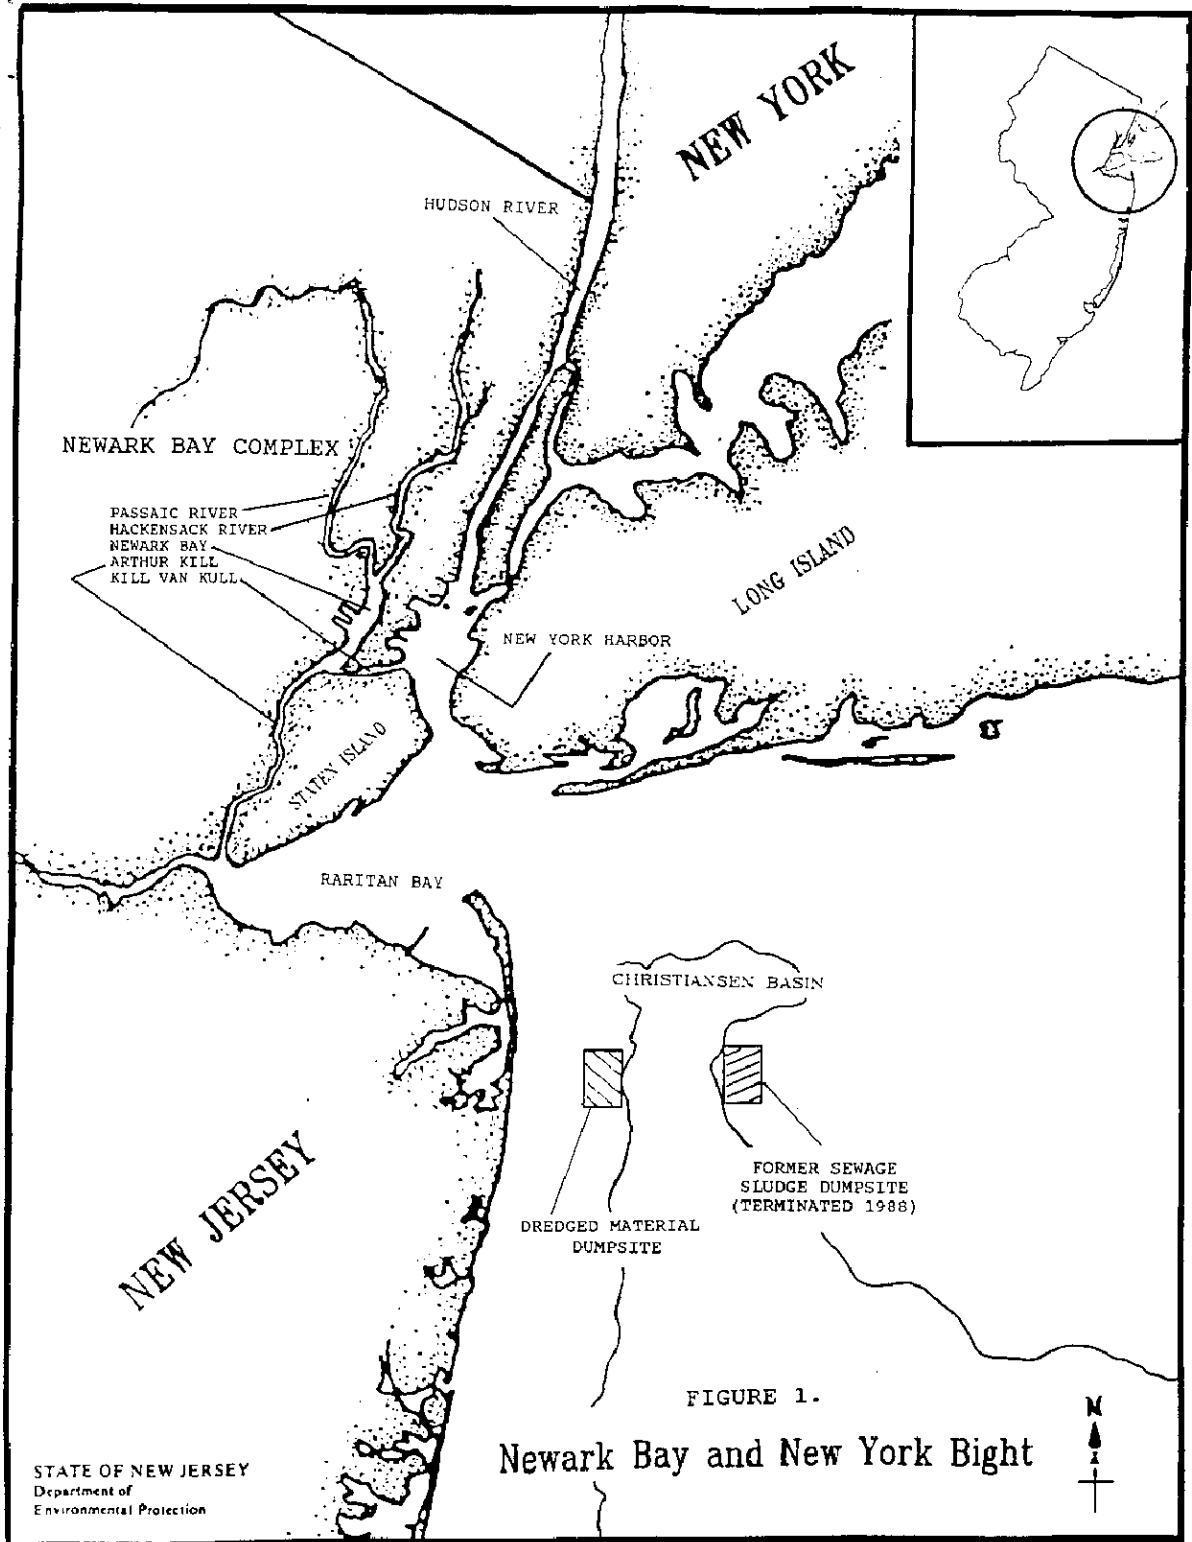 NEW YORK
HUDSON RIVER
NEWARK BAY COMPLEX
PASSAIC RIVER
HACKENSACK RIVER
NEWARK BAY
ARTHUR KILL
KILL VAN KULL
LONG ISLAND
NEW YORK HARBOR
STATEN ISLAND
RARITAN BAY
CHRISTIANSEN BASIN
FORMER SEWAGE
SLUDGE DUMPSITE
(TERMINATED 1988)
DREDGED MATERIAL
DUMPSITE
NEW JERSEY
FIGURE 1.
Newark Bay and New York Bight
N
STATE OF NEW JERSEY
Department of
Environmental Protection